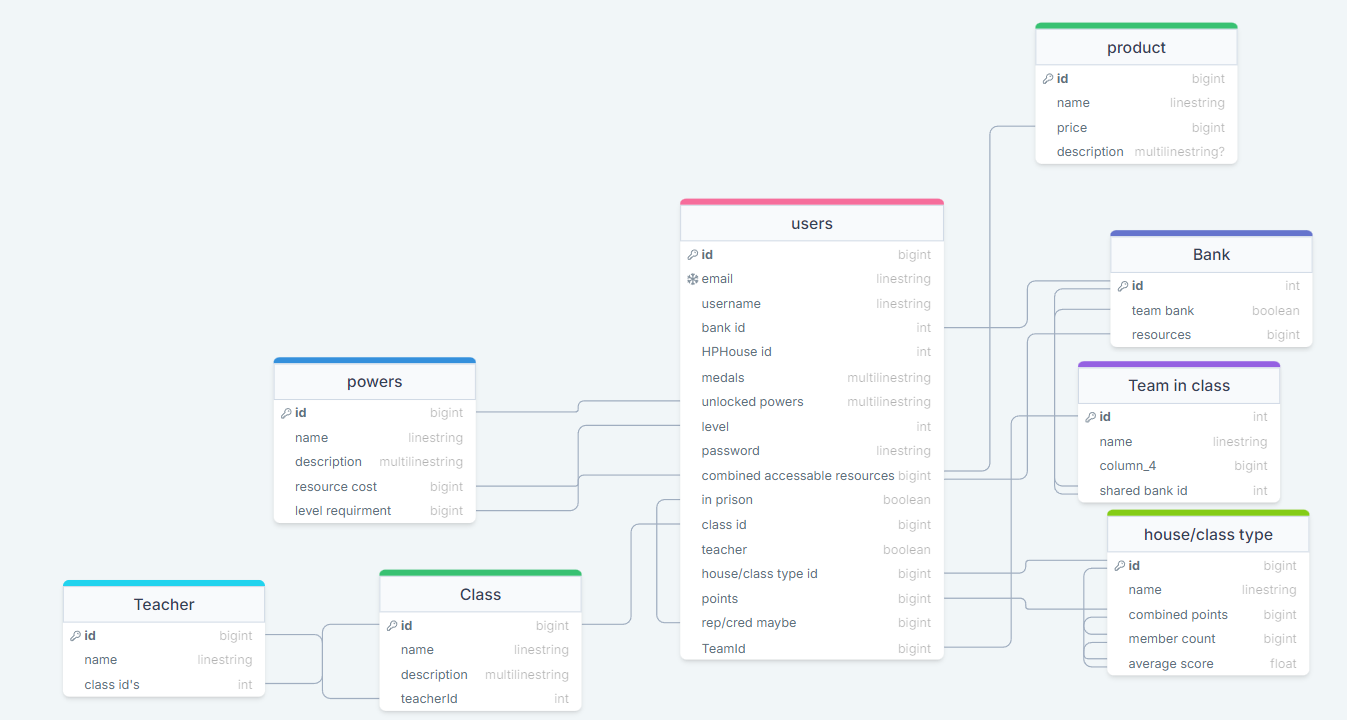 product
id bigint
name linestring
price bigint
description multilinestring?
users
id bigint
email linestring
username linestring
bank id int
HPHouse id int
medals multilinestring
unlocked powers multilinestring
level int
password linestring
combined accessable resources bigint
in prison boolean
class id bigint
teacher boolean
house/class type id bigint
points bigint
rep/cred maybe bigint
TeamId bigint
Bank
id int
team bank boolean
resources bigint
powers
id bigint
name linestring
description multilinestring
resource cost bigint
level requirment bigint
Team in class
id int
name linestring
column_4 bigint
shared bank id int
house/class type
id bigint
name linestring
combined points bigint
member count bigint
average score float
Teacher
id bigint
name linestring
class id's int
Class
id bigint
name linestring
description multilinestring
teacherId int